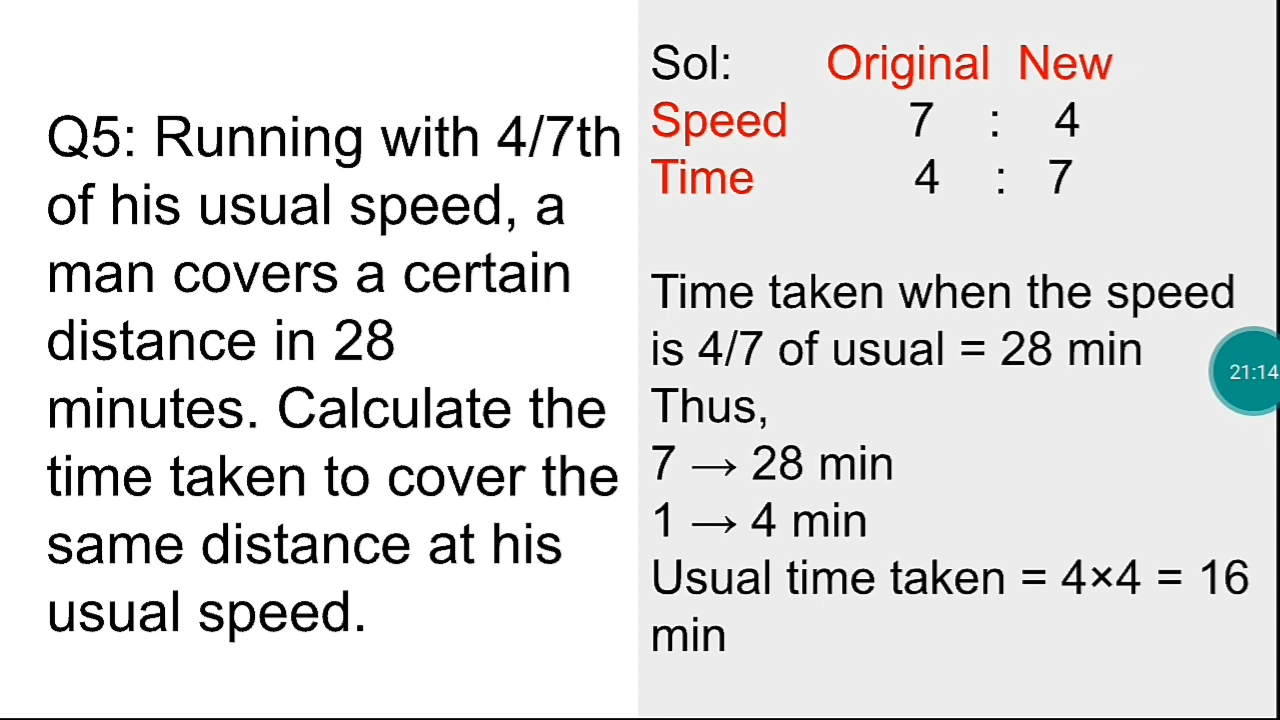 Q5: Running with 4/7th
of his usual speed, a
man covers a certain
distance in 28
minutes. Calculate the
time taken to cover the
same distance at his
usual speed.
Sol: Original New
Speed 7 : 4
Time 4 : 7
Time taken when the speed
is 4/7 of usual = 28 min
Thus,
7 → 28 min
1 → 4 min
Usual time taken = 4×4 = 16
min
21:14